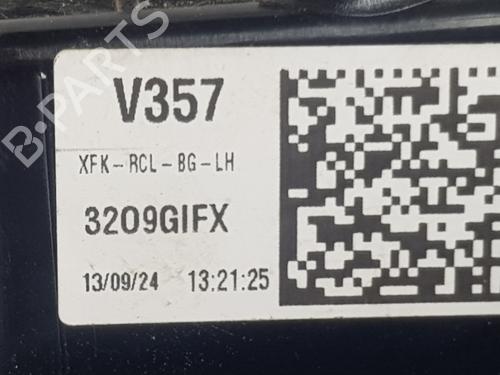 B-PARTS
V357
XFK-RCL-BG-LH
3209GIFX
13/09/24 13:21:25